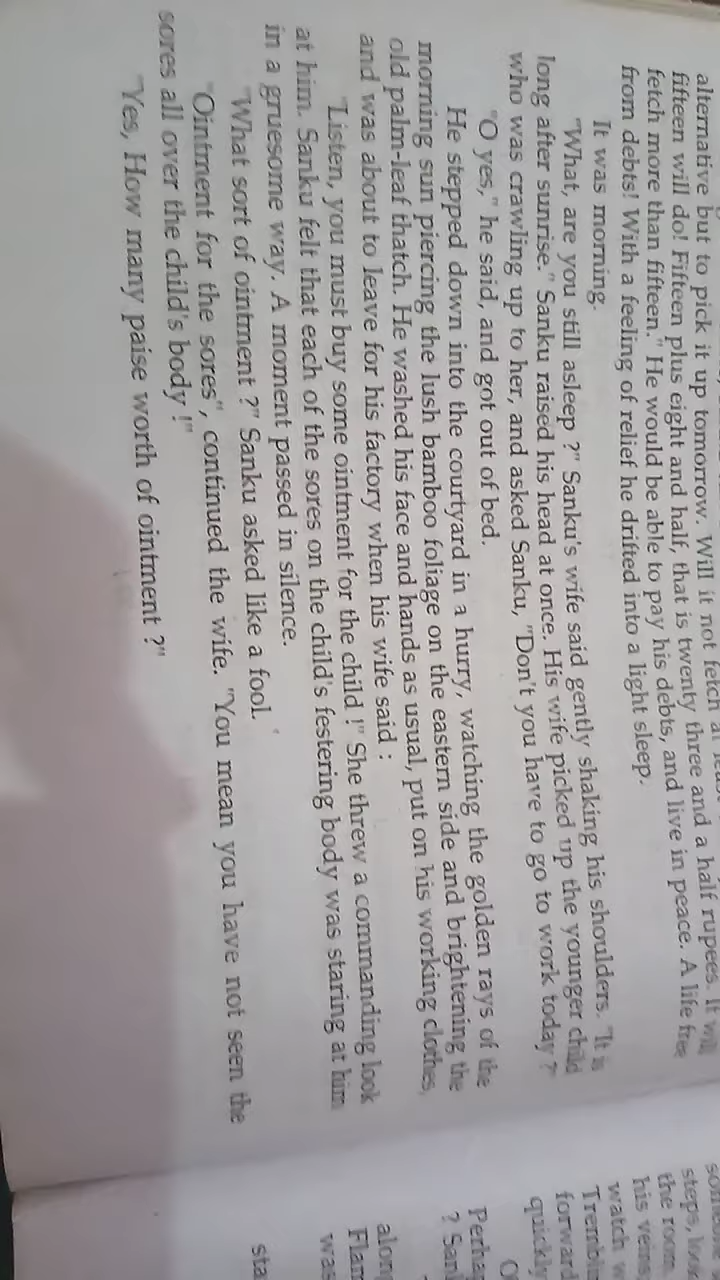 alternative but to pick it up tomorrow. Will it not fetch at
fifteen will do! Fifteen plus eight and half, that is twenty three and a half rupees. It will
fetch more than fifteen." He would be able to pay his debts, and live in peace. A life free
from debts! With a feeling of relief he drifted into a light sleep.
It was morning.
"What, are you still asleep ?" Sanku's wife said gently shaking his shoulders. "It is
long after sunrise." Sanku raised his head at once. His wife picked up the younger child
who was crawling up to her, and asked Sanku, "Don't you have to go to work today ?"
"O yes," he said, and got out of bed.
He stepped down into the courtyard in a hurry, watching the golden rays of the
morning sun piercing the lush bamboo foliage on the eastern side and brightening the
old palm-leaf thatch. He washed his face and hands as usual, put on his working clothes,
and was about to leave for his factory when his wife said :
"Listen, you must buy some ointment for the child !" She threw a commanding look
at him. Sanku felt that each of the sores on the child's festering body was staring at him
in a gruesome way. A moment passed in silence.
"What sort of ointment ?" Sanku asked like a fool.
"Ointment for the sores", continued the wife. "You mean you have not seen the
sores all over the child's body !"
"Yes, How many paise worth of ointment ?"
steps,
the room
his veins
watch
forward
quickly
?
was